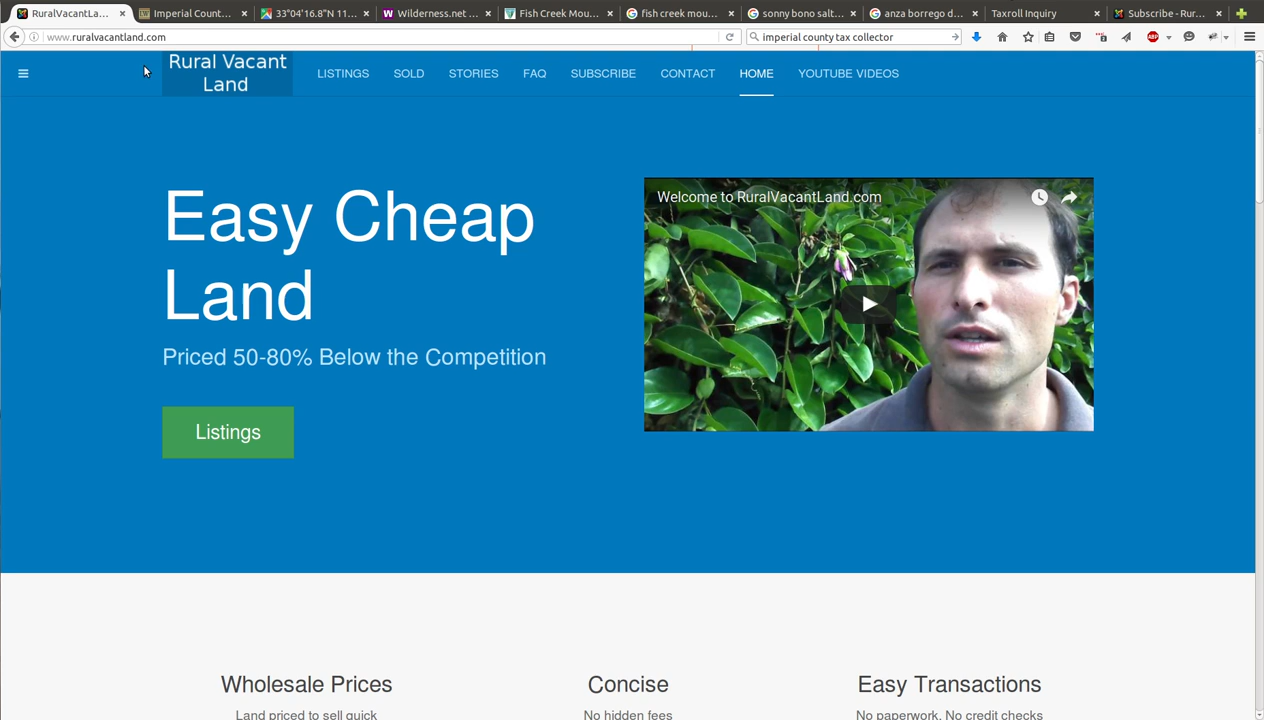 RuralVacantLa...
Imperial Count...
33°04'16.8"N 11...
Wilderness.net ...
Fish Creek Mou...
fish creek mou...
sonny bono salt...
anza borrego d...
Taxroll Inquiry
Subscribe - Rur...
www.ruralvacantland.com
imperial county tax collector
ABP
Rural Vacant
Land
LISTINGS
SOLD
STORIES
FAQ
SUBSCRIBE
CONTACT
HOME
YOUTUBE VIDEOS
Easy Cheap
Land
Priced 50-80% Below the Competition
Listings
Welcome to RuralVacantLand.com
Wholesale Prices
Concise
Easy Transactions
Land priced to sell quick
No hidden fees
No paperwork. No credit checks